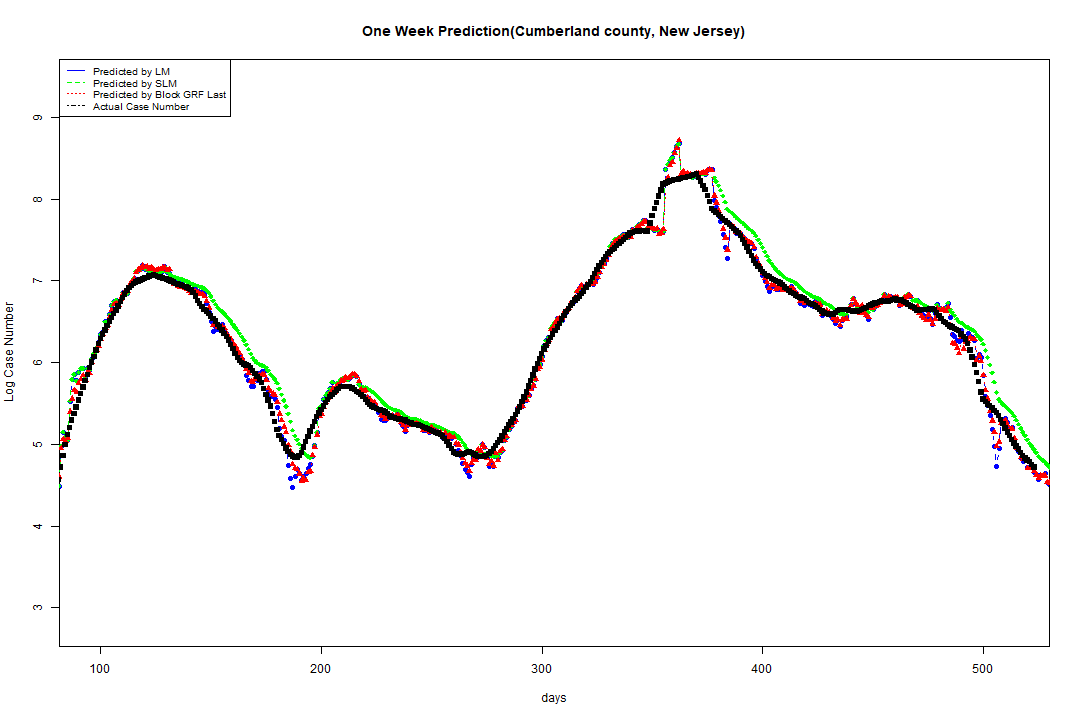 One Week Prediction(Cumberland county, New Jersey)
Predicted by LM
Predicted by SLM
Predicted by Block GRF Last
Actual Case Number
Log Case Number
9
8
7
6
5
4
3
100 200 300 400 500
days